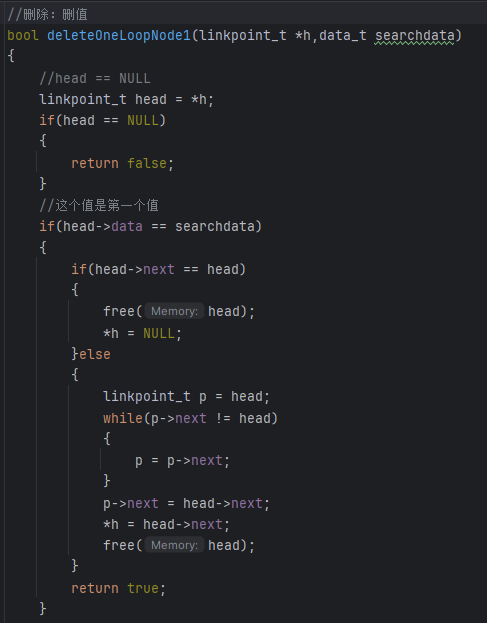 //删除：删值
bool deleteOneLoopNode1(linkpoint_t *h,data_t searchdata)
{
    //head == NULL
    linkpoint_t head = *h;
    if(head == NULL)
    {
        return false;
    }
    //这个值是第一个值
    if(head->data == searchdata)
    {
        if(head->next == head)
        {
            free( Memory: head);
            *h = NULL;
        }else
        {
            linkpoint_t p = head;
            while(p->next != head)
            {
                p = p->next;
            }
            p->next = head->next;
            *h = head->next;
            free( Memory: head);
        }
        return true;
    }